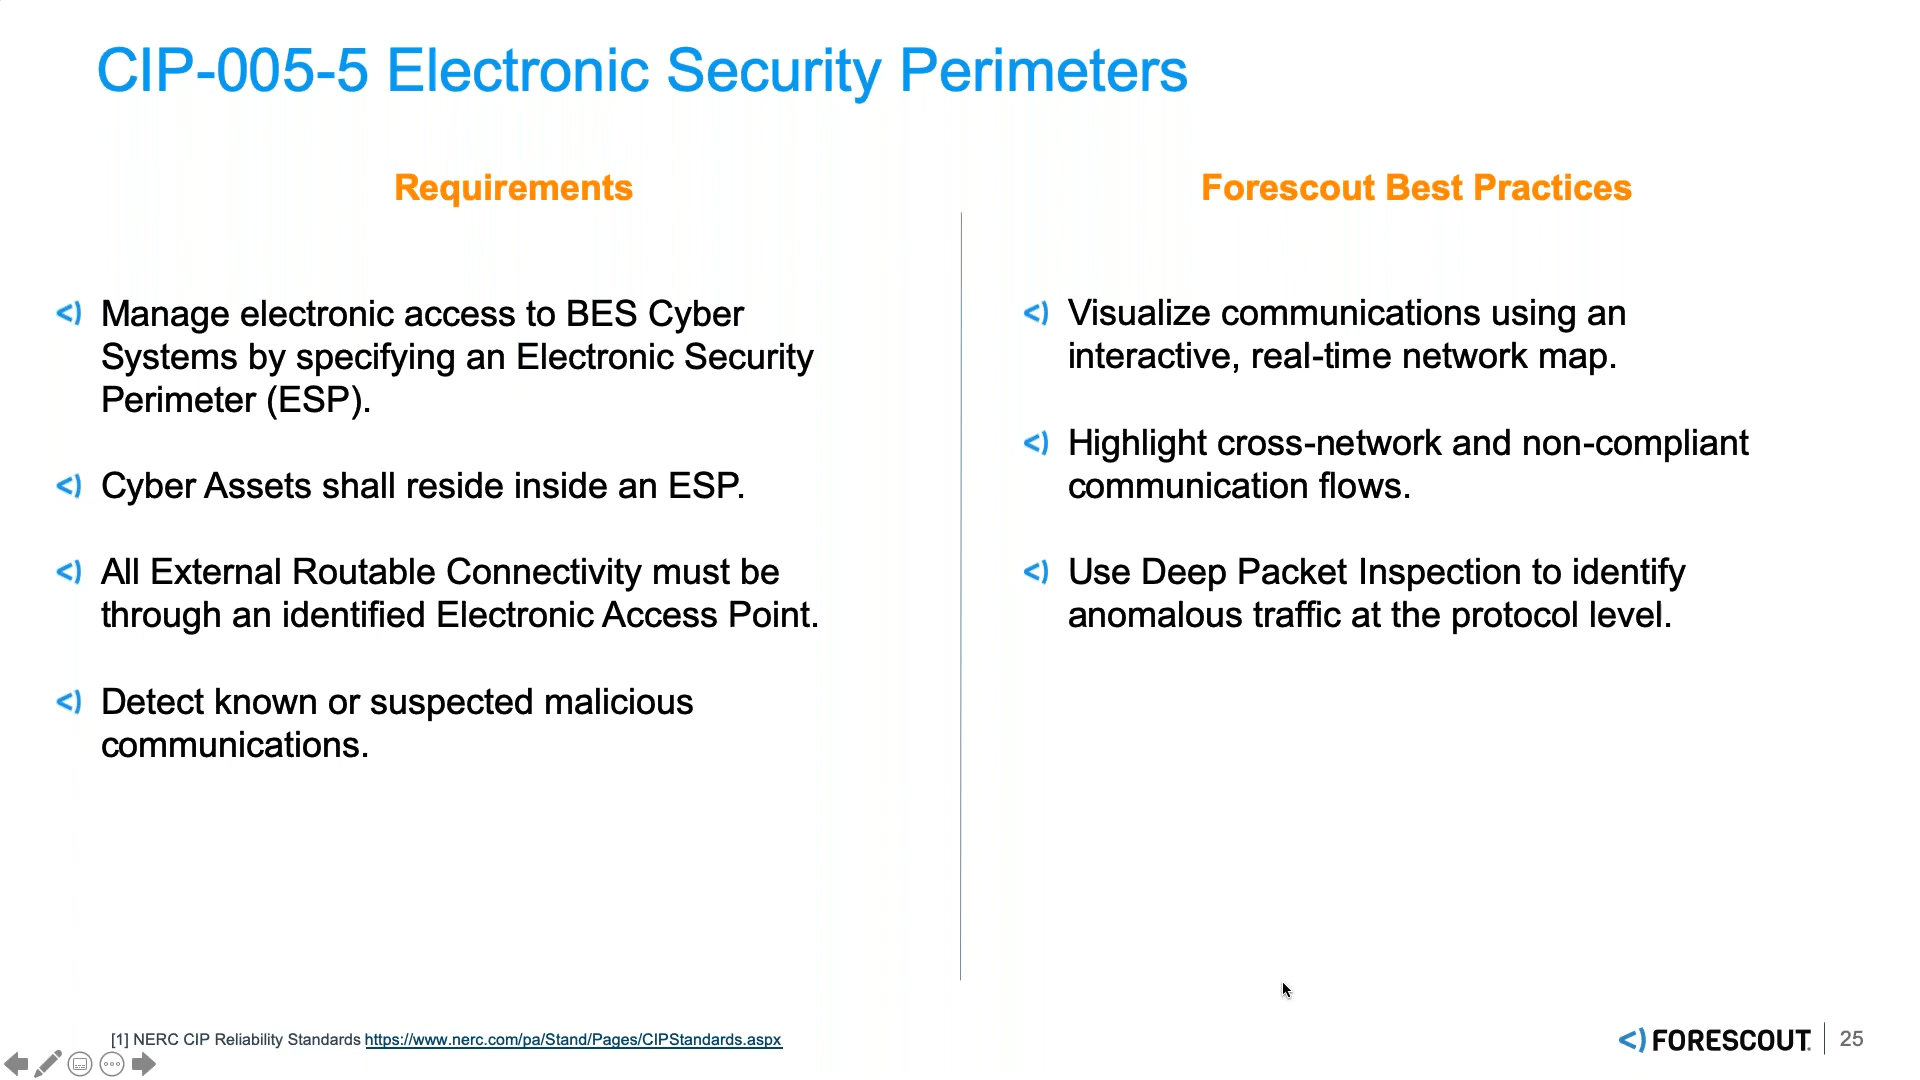 CIP-005-5 Electronic Security Perimeters
Requirements
Manage electronic access to BES Cyber
Systems by specifying an Electronic Security
Perimeter (ESP).
Cyber Assets shall reside inside an ESP.
All External Routable Connectivity must be
through an identified Electronic Access Point.
Detect known or suspected malicious
communications.
Forescout Best Practices
Visualize communications using an
interactive, real-time network map.
Highlight cross-network and non-compliant
communication flows.
Use Deep Packet Inspection to identify
anomalous traffic at the protocol level.
[1] NERC CIP Reliability Standards https://www.nerc.com/pa/Stand/Pages/CIPStandards.aspx
FORESCOUT.
25